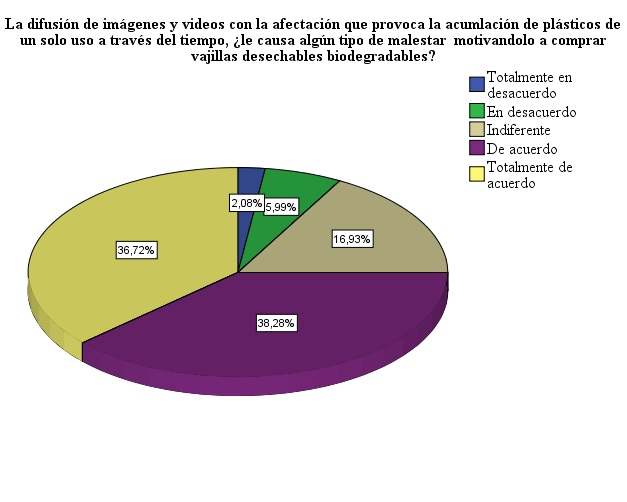 La difusión de imágenes y videos con la afectación que provoca la acumlación de plásticos de
un solo uso a través del tiempo, ¿le causa algún tipo de malestar motivandolo a comprar
vajillas desechables biodegradables?
Totalmente en
desacuerdo
En desacuerdo
Indiferente
De acuerdo
Totalmente de
acuerdo
2,08%
5,99%
16,93%
36,72%
38,28%